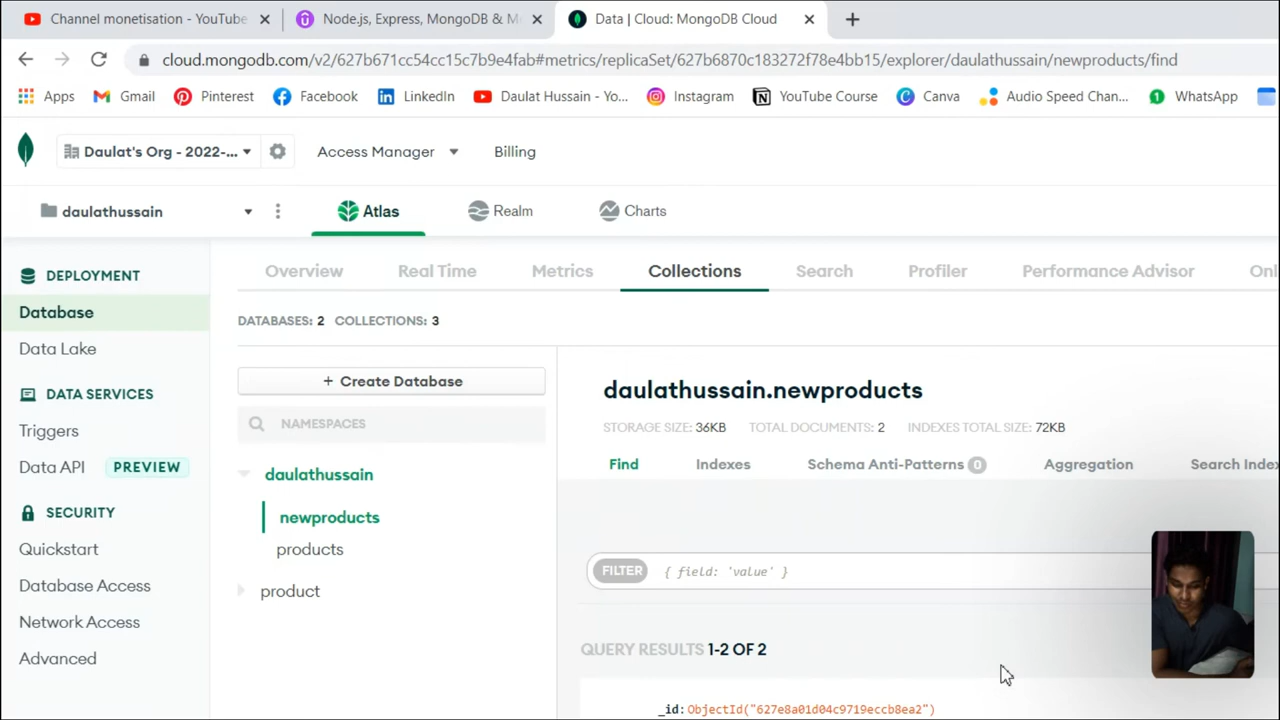 Channel monetisation - YouTube
Node.js, Express, MongoDB & M
Data | Cloud: MongoDB Cloud
cloud.mongodb.com/v2/627b671cc54cc15c7b9e4fab#metrics/replicaSet/627b6870c183272f78e4bb15/explorer/daulathussain/newproducts/find
Apps Gmail Pinterest Facebook LinkedIn Daulat Hussain - Yo... Instagram YouTube Course Canva Audio Speed Chan... WhatsApp
Daulat's Org - 2022-... Access Manager Billing
daulathussain Atlas Realm Charts
DEPLOYMENT
Database
Data Lake
DATA SERVICES
Triggers
Data API PREVIEW
SECURITY
Quickstart
Database Access
Network Access
Advanced
Overview Real Time Metrics Collections Search Profiler Performance Advisor Onl
DATABASES: 2 COLLECTIONS: 3
+ Create Database
NAMESPACES
daulathussain
newproducts
products
product
daulathussain.newproducts
STORAGE SIZE: 36KB TOTAL DOCUMENTS: 2 INDEXES TOTAL SIZE: 72KB
Find Indexes Schema Anti-Patterns 0 Aggregation Search Index
FILTER { field: 'value' }
QUERY RESULTS 1-2 OF 2
_id: ObjectId("627e8a01d04c9719eccb8ea2")